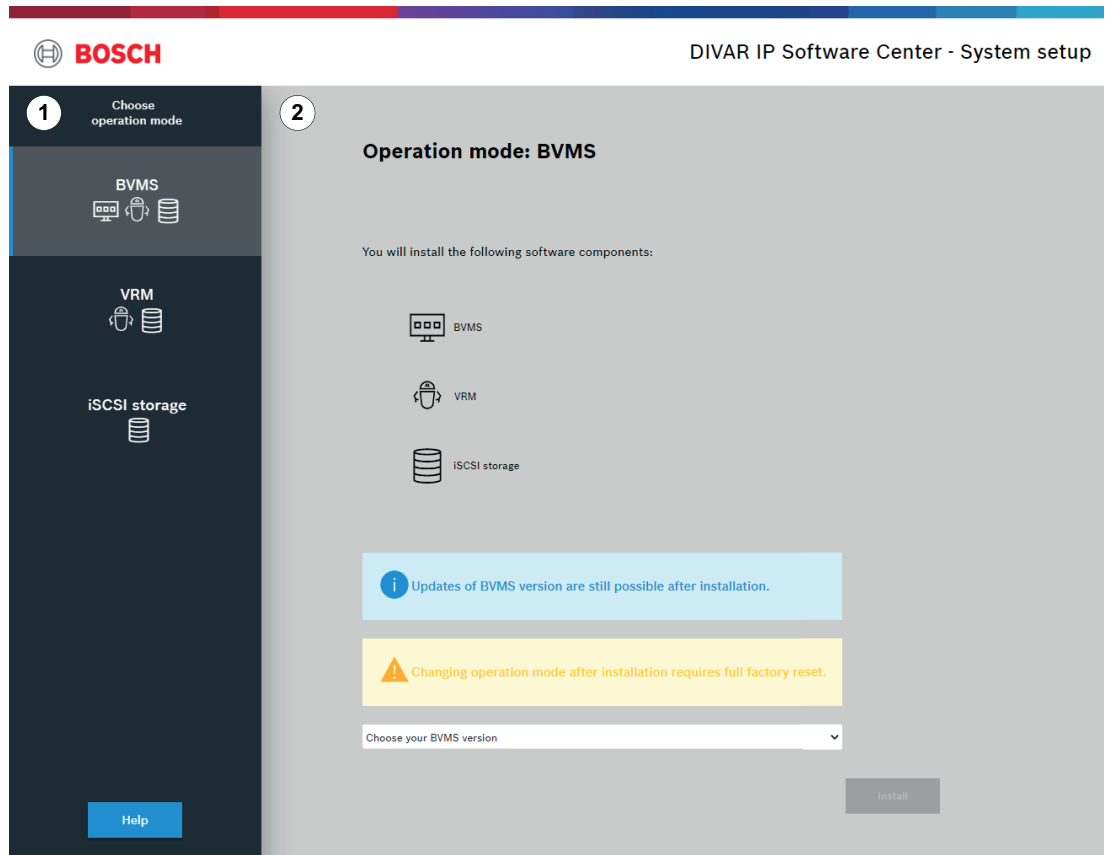 BOSCH
DIVAR IP Software Center - System setup
1
Choose
operation mode
BVMS
VRM
iSCSI storage
Help
2
Operation mode: BVMS
You will install the following software components:
BVMS
VRM
iSCSI storage
i Updates of BVMS version are still possible after installation.
! Changing operation mode after installation requires full factory reset.
Choose your BVMS version
Install